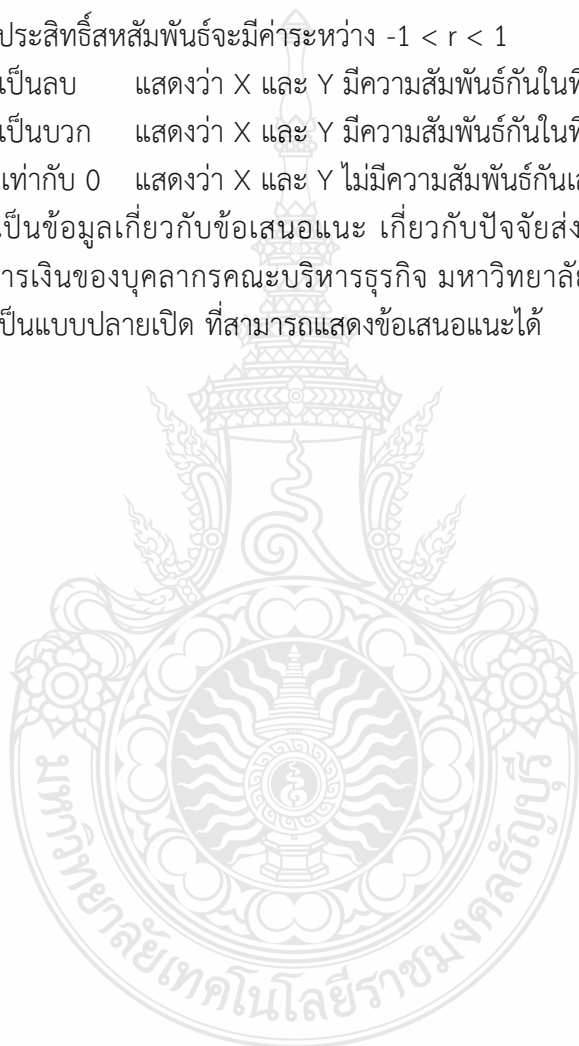 ประสิทธิ์สหสัมพันธ์จะมีค่าระหว่าง -1 < r < 1
เป็นลบ แสดงว่า X และ Y มีความสัมพันธ์กันในทิ
เป็นบวก แสดงว่า X และ Y มีความสัมพันธ์กันในทิ
เท่ากับ 0 แสดงว่า X และ Y ไม่มีความสัมพันธ์กันเล
เป็นข้อมูลเกี่ยวกับข้อเสนอแนะ เกี่ยวกับปัจจัยส่ง
ารเงินของบุคลากรคณะบริหารธุรกิจ มหาวิทยาลัย
ป็นแบบปลายเปิด ที่สามารถแสดงข้อเสนอแนะได้
มหาวิทยาลัยเทคโนโลยีราชมงคลธัญบุรี